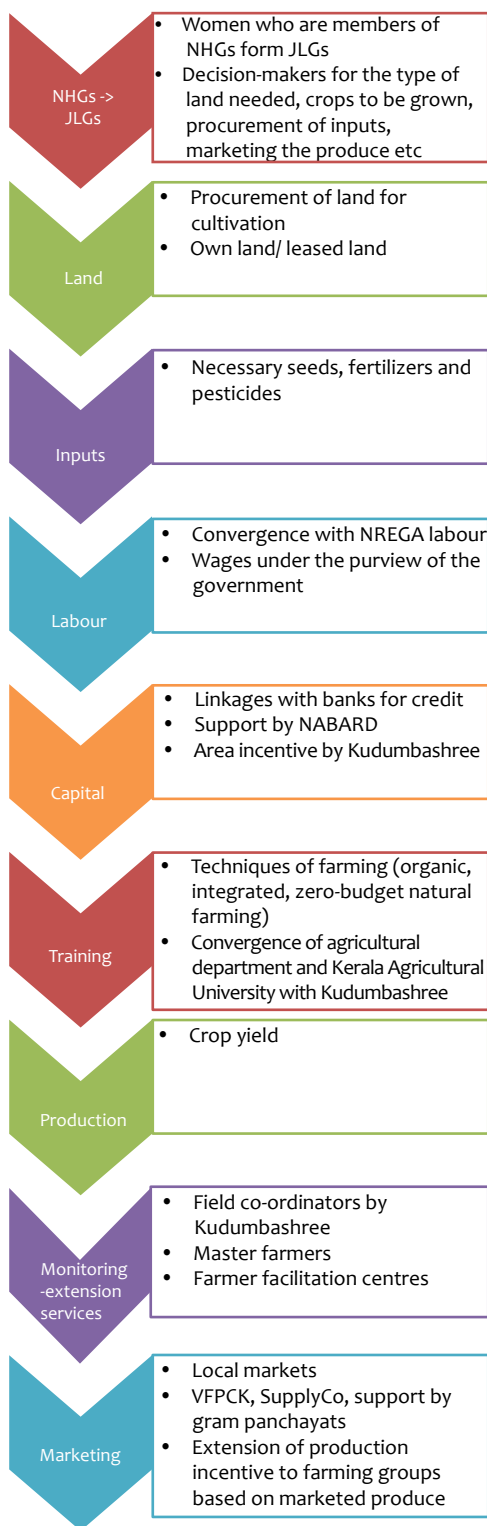 NHGs ->
JLGs
• Women who are members of
NHGs form JLGs
• Decision-makers for the type of
land needed, crops to be grown,
procurement of inputs,
marketing the produce etc
Land
• Procurement of land for
cultivation
• Own land/ leased land
Inputs
• Necessary seeds, fertilizers and
pesticides
Labour
• Convergence with NREGA labour
• Wages under the purview of the
government
Capital
• Linkages with banks for credit
• Support by NABARD
• Area incentive by Kudumbashree
Training
• Techniques of farming (organic,
integrated, zero-budget natural
farming)
• Convergence of agricultural
department and Kerala Agricultural
University with Kudumbashree
Production
• Crop yield
Monitoring
-extension
services
• Field co-ordinators by
Kudumbashree
• Master farmers
• Farmer facilitation centres
Marketing
• Local markets
• VFPCK, SupplyCo, support by
gram panchayats
• Extension of production
incentive to farming groups
based on marketed produce